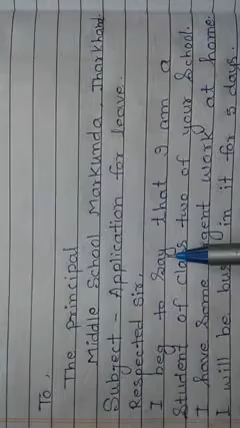 To,
The principal
Middle School Markunda, Jharkhand
Subject - Application for leave.
Respected Sir,
I beg to Say that I am a
Student of class two of your School.
I have Some urgent work at home.
I will be busy in it for 5 days.